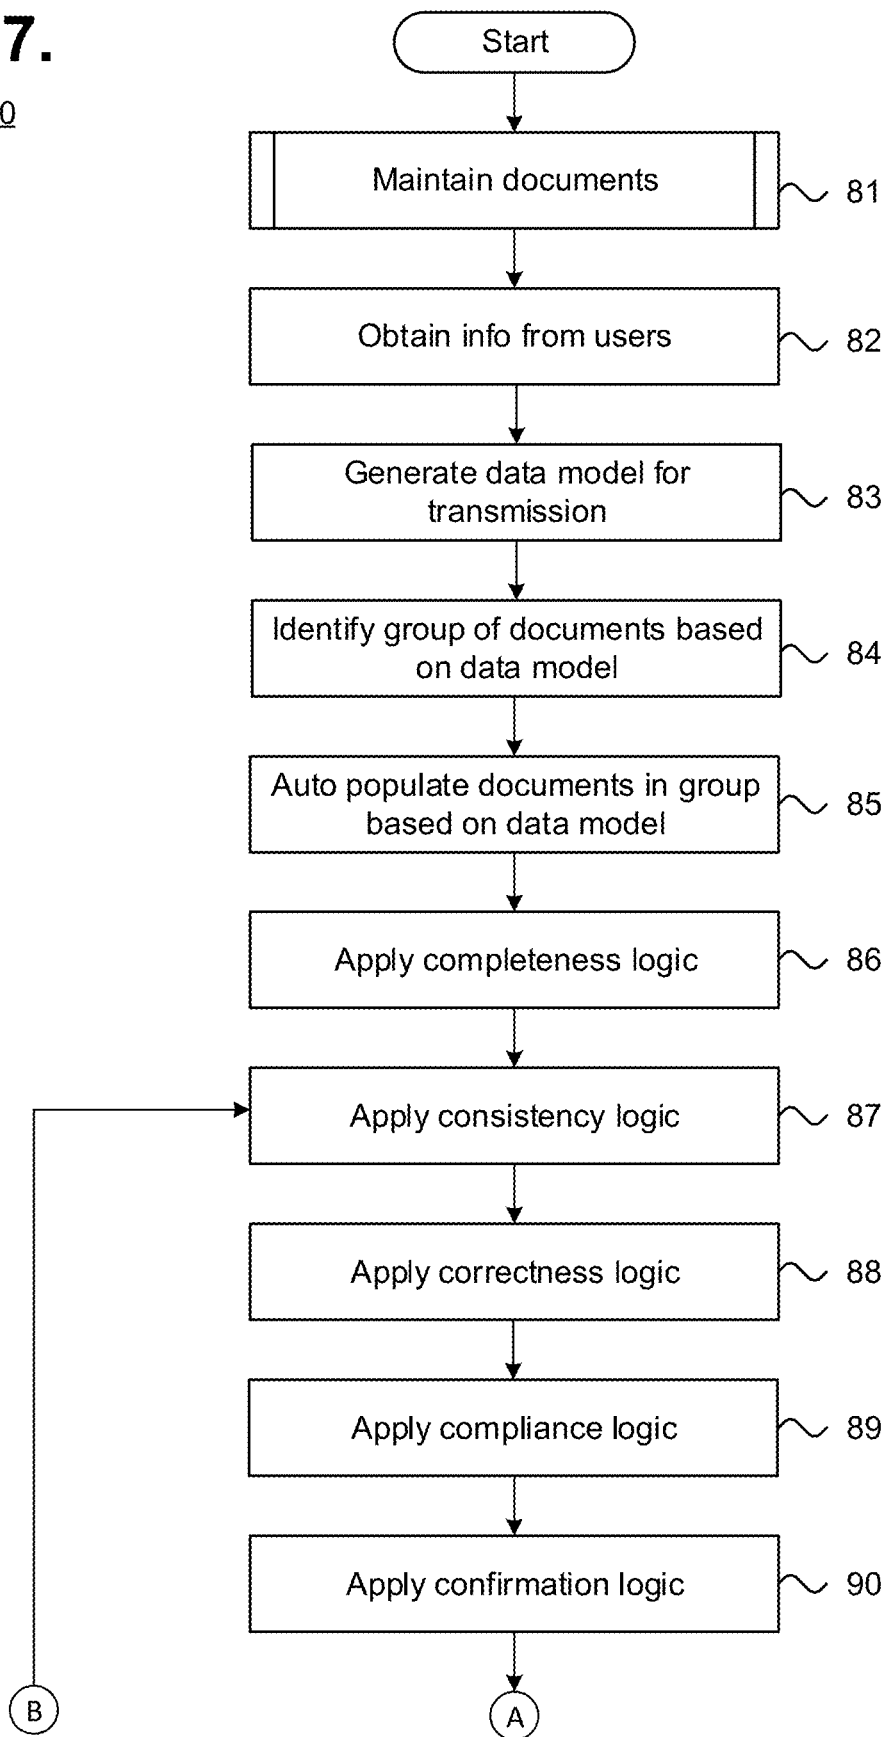 7.
0
Start
Maintain documents
81
Obtain info from users
82
Generate data model for
transmission
83
Identify group of documents based
on data model
84
Auto populate documents in group
based on data model
85
Apply completeness logic
86
Apply consistency logic
87
Apply correctness logic
88
Apply compliance logic
89
Apply confirmation logic
90
B
A